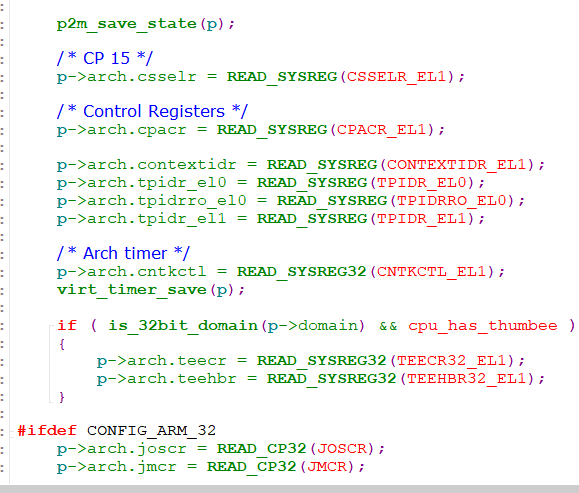 p2m_save_state(p);
/* CP 15 */
p->arch.csselr = READ_SYSREG(CSSELR_EL1);
/* Control Registers */
p->arch.cpacr = READ_SYSREG(CPACR_EL1);
p->arch.contextidr = READ_SYSREG(CONTEXTIDR_EL1);
p->arch.tpidr_el0 = READ_SYSREG(TPIDR_EL0);
p->arch.tpidrro_el0 = READ_SYSREG(TPIDRRO_EL0);
p->arch.tpidr_el1 = READ_SYSREG(TPIDR_EL1);
/* Arch timer */
p->arch.cntkctl = READ_SYSREG32(CNTKCTL_EL1);
virt_timer_save(p);
if ( is_32bit_domain(p->domain) && cpu_has_thumbee )
{
p->arch.teecr = READ_SYSREG32(TEECR32_EL1);
p->arch.teehbr = READ_SYSREG32(TEEHBR32_EL1);
}
#ifdef CONFIG_ARM_32
p->arch.joscr = READ_CP32(JOSCR);
p->arch.jmcr = READ_CP32(JMCR);